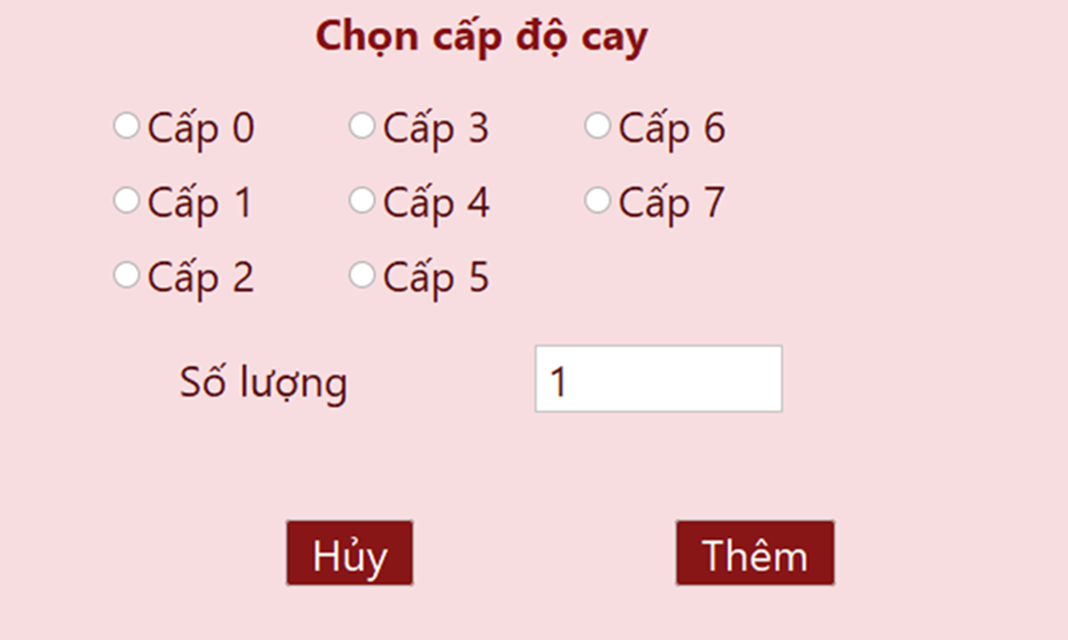 Chọn cấp độ cay
Cấp 0 Cấp 3 Cấp 6
Cấp 1 Cấp 4 Cấp 7
Cấp 2 Cấp 5
Số lượng 1
Hủy Thêm